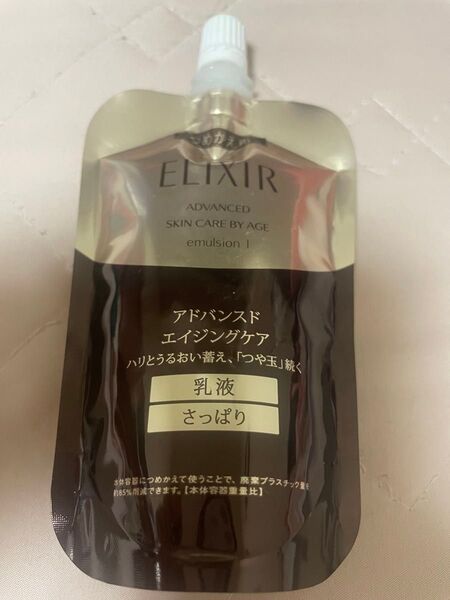 つめかえ用
ELIXIR
ADVANCED
SKIN CARE BY AGE
emulsion I
アドバンスド
エイジングケア
ハリとうるおい蓄え、「つや玉」続く
乳液
さっぱり
本体容器につめかえて使うことで、廃棄プラスチック量を
約85%削減できます。【本体容器重量比】